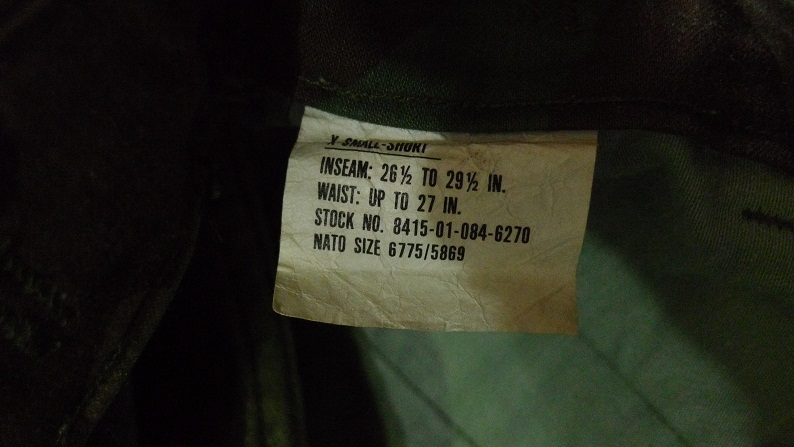 X-SMALL-SHORT
INSEAM: 26½ TO 29½ IN.
WAIST: UP TO 27 IN.
STOCK NO. 8415-01-084-6270
NATO SIZE 6775/5869